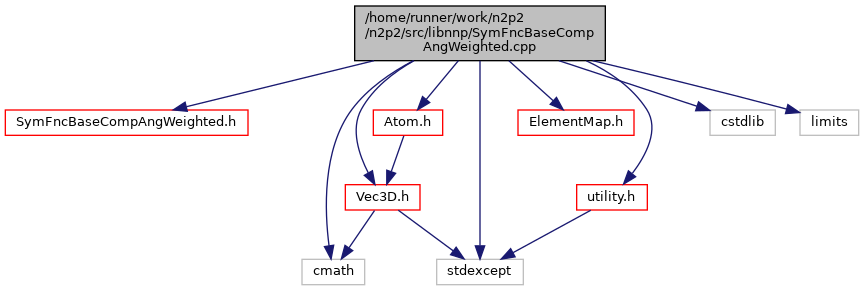 /home/runner/work/n2p2
/n2p2/src/libnnp/SymFncBaseComp
AngWeighted.cpp
SymFncBaseCompAngWeighted.h
Atom.h
ElementMap.h
cstdlib
limits
Vec3D.h
utility.h
cmath
stdexcept